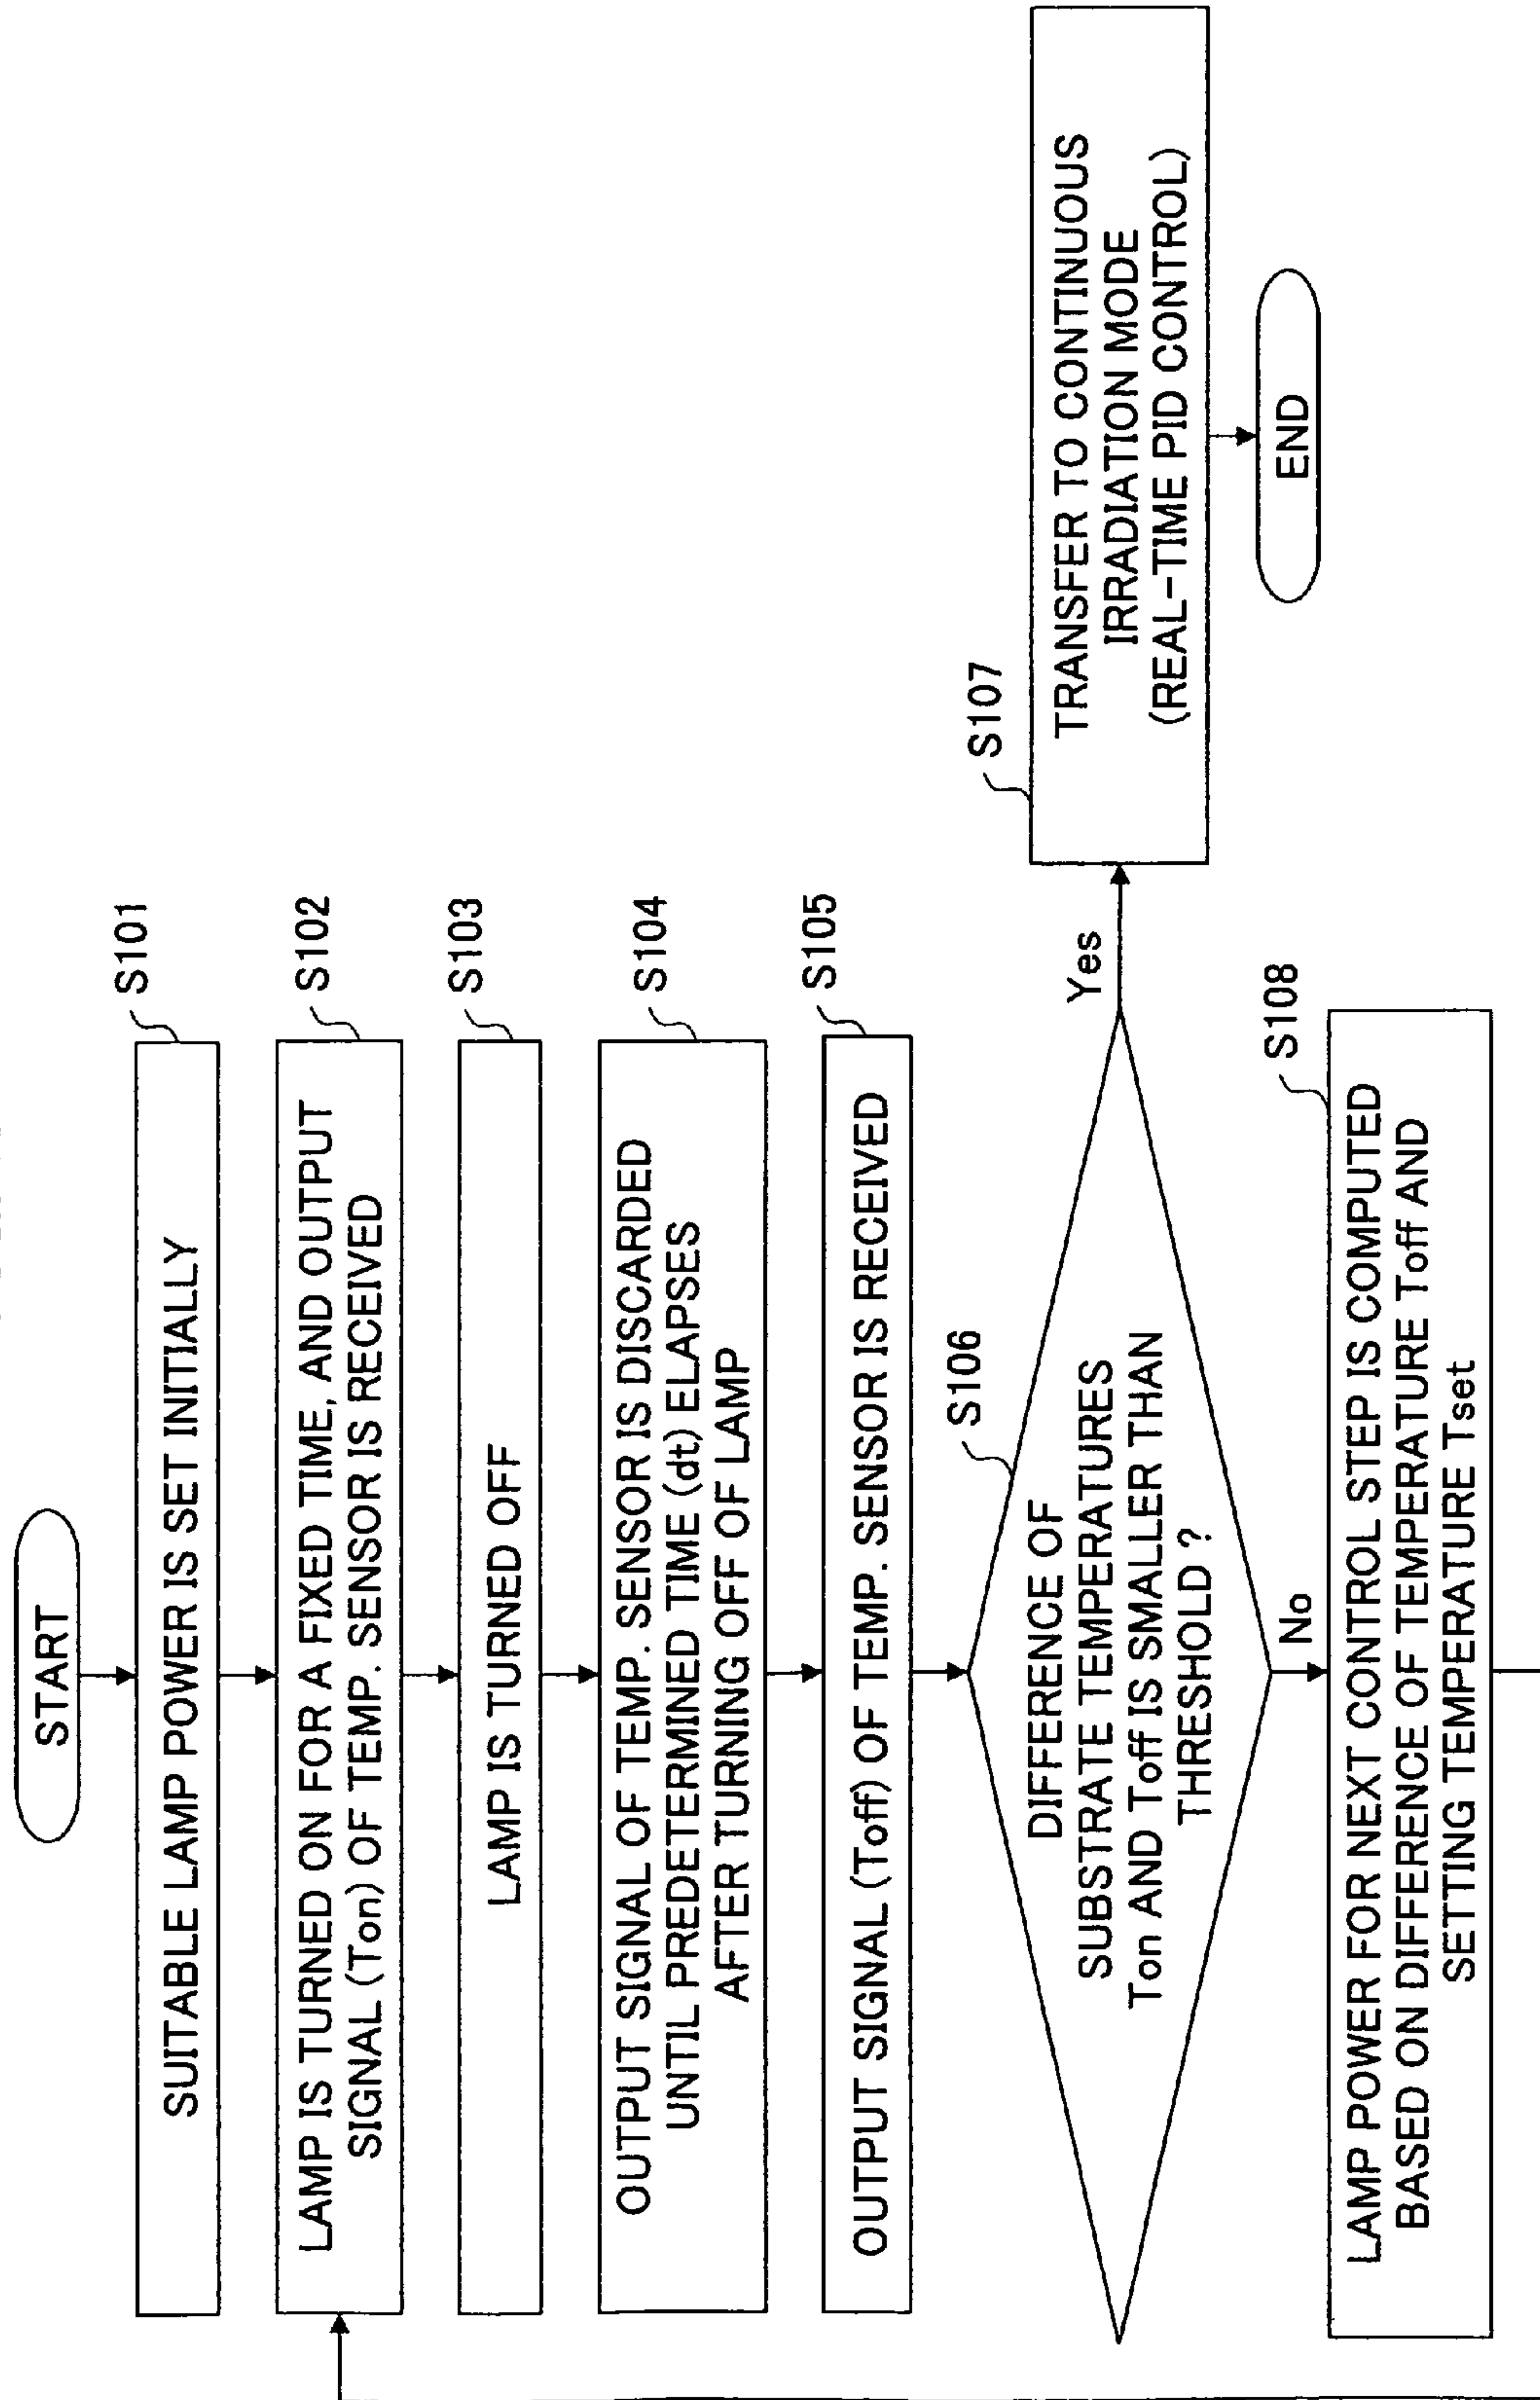 START
S101
SUITABLE LAMP POWER IS SET INITIALLY
S102
LAMP IS TURNED ON FOR A FIXED TIME, AND OUTPUT
SIGNAL (Ton) OF TEMP. SENSOR IS RECEIVED
S103
LAMP IS TURNED OFF
S104
OUTPUT SIGNAL OF TEMP. SENSOR IS DISCARDED
UNTIL PREDETERMINED TIME (dt) ELAPSES
AFTER TURNING OFF OF LAMP
S105
OUTPUT SIGNAL (Toff) OF TEMP. SENSOR IS RECEIVED
S106
DIFFERENCE OF
SUBSTRATE TEMPERATURES
Ton AND Toff IS SMALLER THAN
THRESHOLD ?
Yes
S107
TRANSFER TO CONTINUOUS
IRRADIATION MODE
(REAL-TIME PID CONTROL)
END
No
S108
LAMP POWER FOR NEXT CONTROL STEP IS COMPUTED
BASED ON DIFFERENCE OF TEMPERATURE Toff AND
SETTING TEMPERATURE Tset